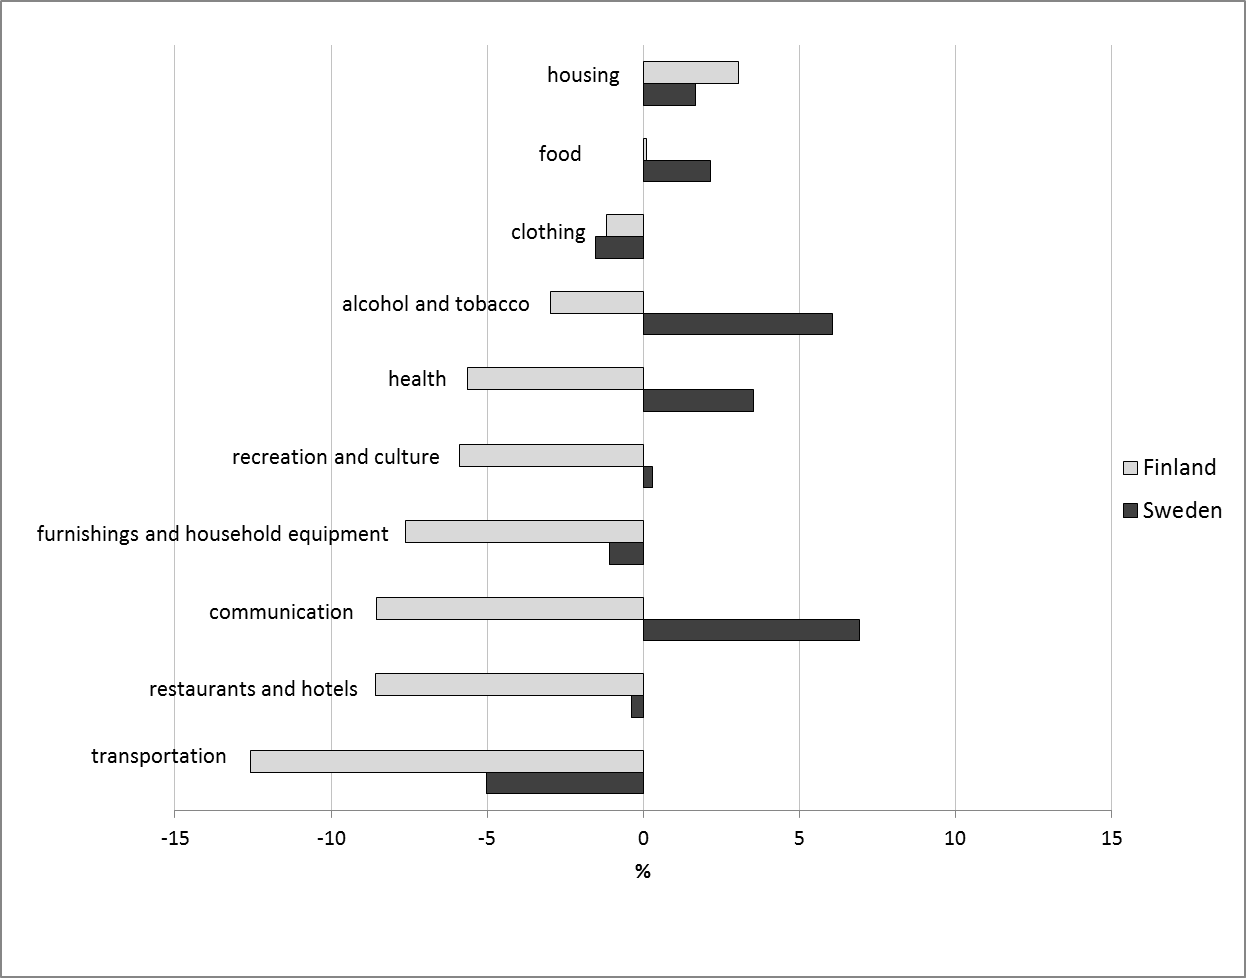 housing
food
clothing
alcohol and tobacco
health
recreation and culture
furnishings and household equipment
communication
restaurants and hotels
transportation
Finland
Sweden
-15 -10 -5 0 5 10 15
%